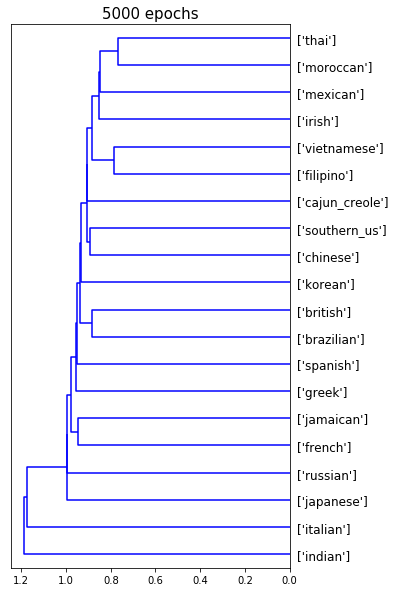 5000 epochs
['thai']
['moroccan']
['mexican']
['irish']
['vietnamese']
['filipino']
['cajun_creole']
['southern_us']
['chinese']
['korean']
['british']
['brazilian']
['spanish']
['greek']
['jamaican']
['french']
['russian']
['japanese']
['italian']
['indian']
1.2 1.0 0.8 0.6 0.4 0.2 0.0